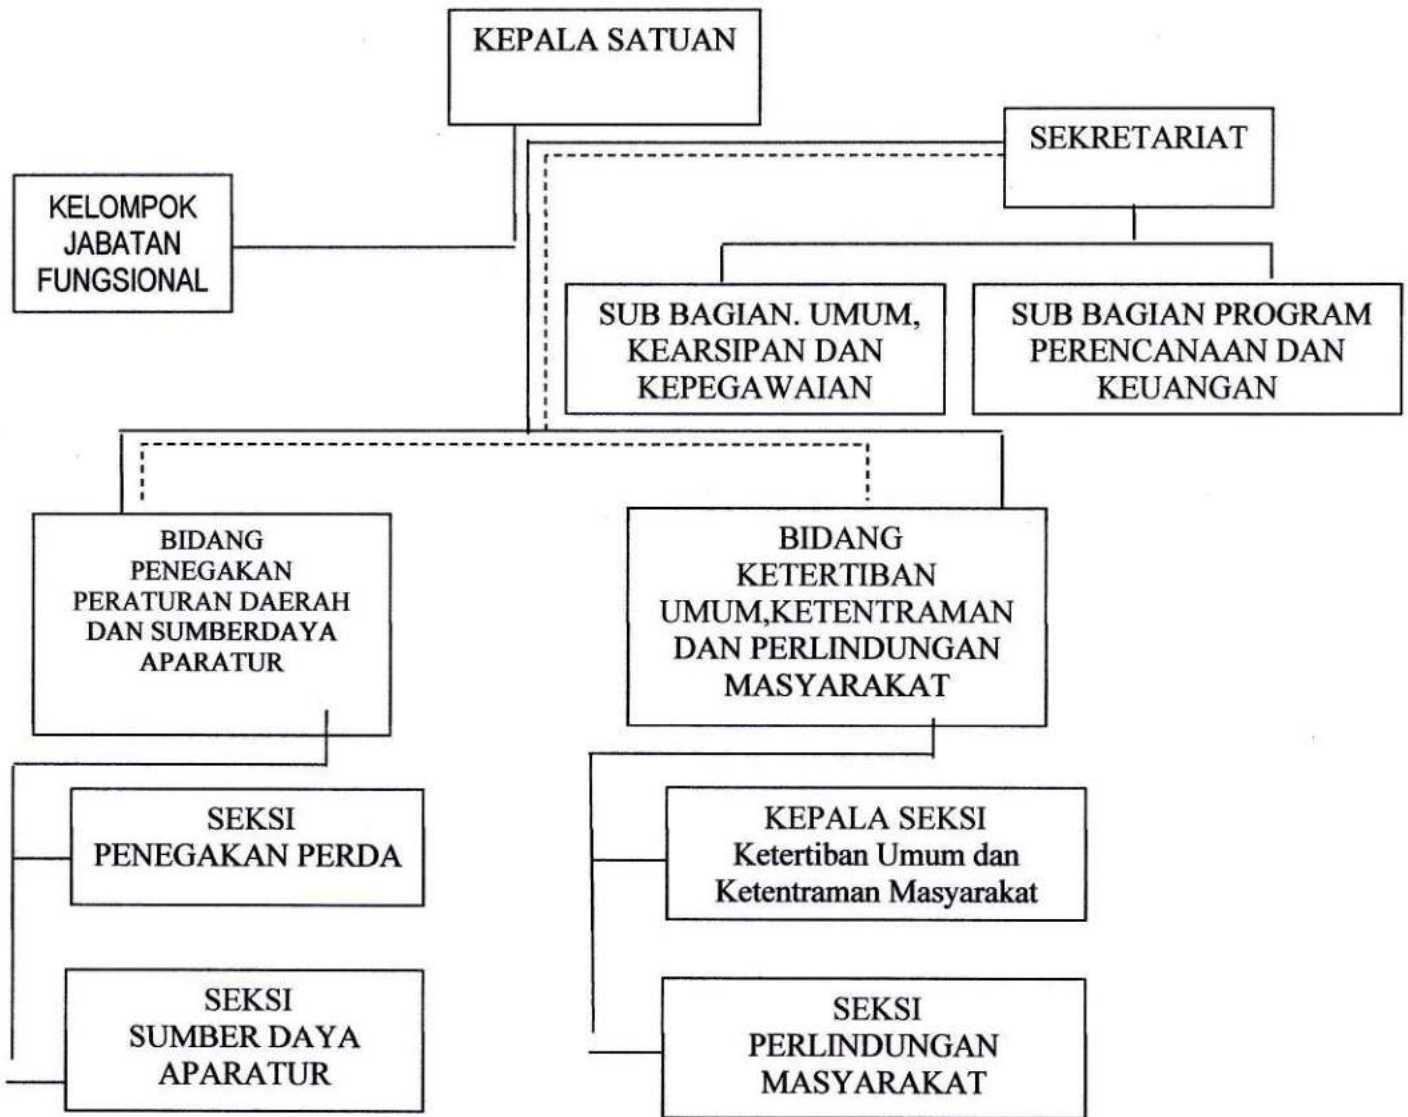 KEPALA SATUAN
SEKRETARIAT
KELOMPOK
JABATAN
FUNGSIONAL
SUB BAGIAN. UMUM,
KEARSIPAN DAN
KEPEGAWAIAN
SUB BAGIAN PROGRAM
PERENCANAAN DAN
KEUANGAN
BIDANG
PENEGAKAN
PERATURAN DAERAH
DAN SUMBERDAYA
APARATUR
BIDANG
KETERTIBAN
UMUM,KETENTRAMAN
DAN PERLINDUNGAN
MASYARAKAT
SEKSI
PENEGAKAN PERDA
KEPALA SEKSI
Ketertiban Umum dan
Ketentraman Masyarakat
SEKSI
SUMBER DAYA
APARATUR
SEKSI
PERLINDUNGAN
MASYARAKAT